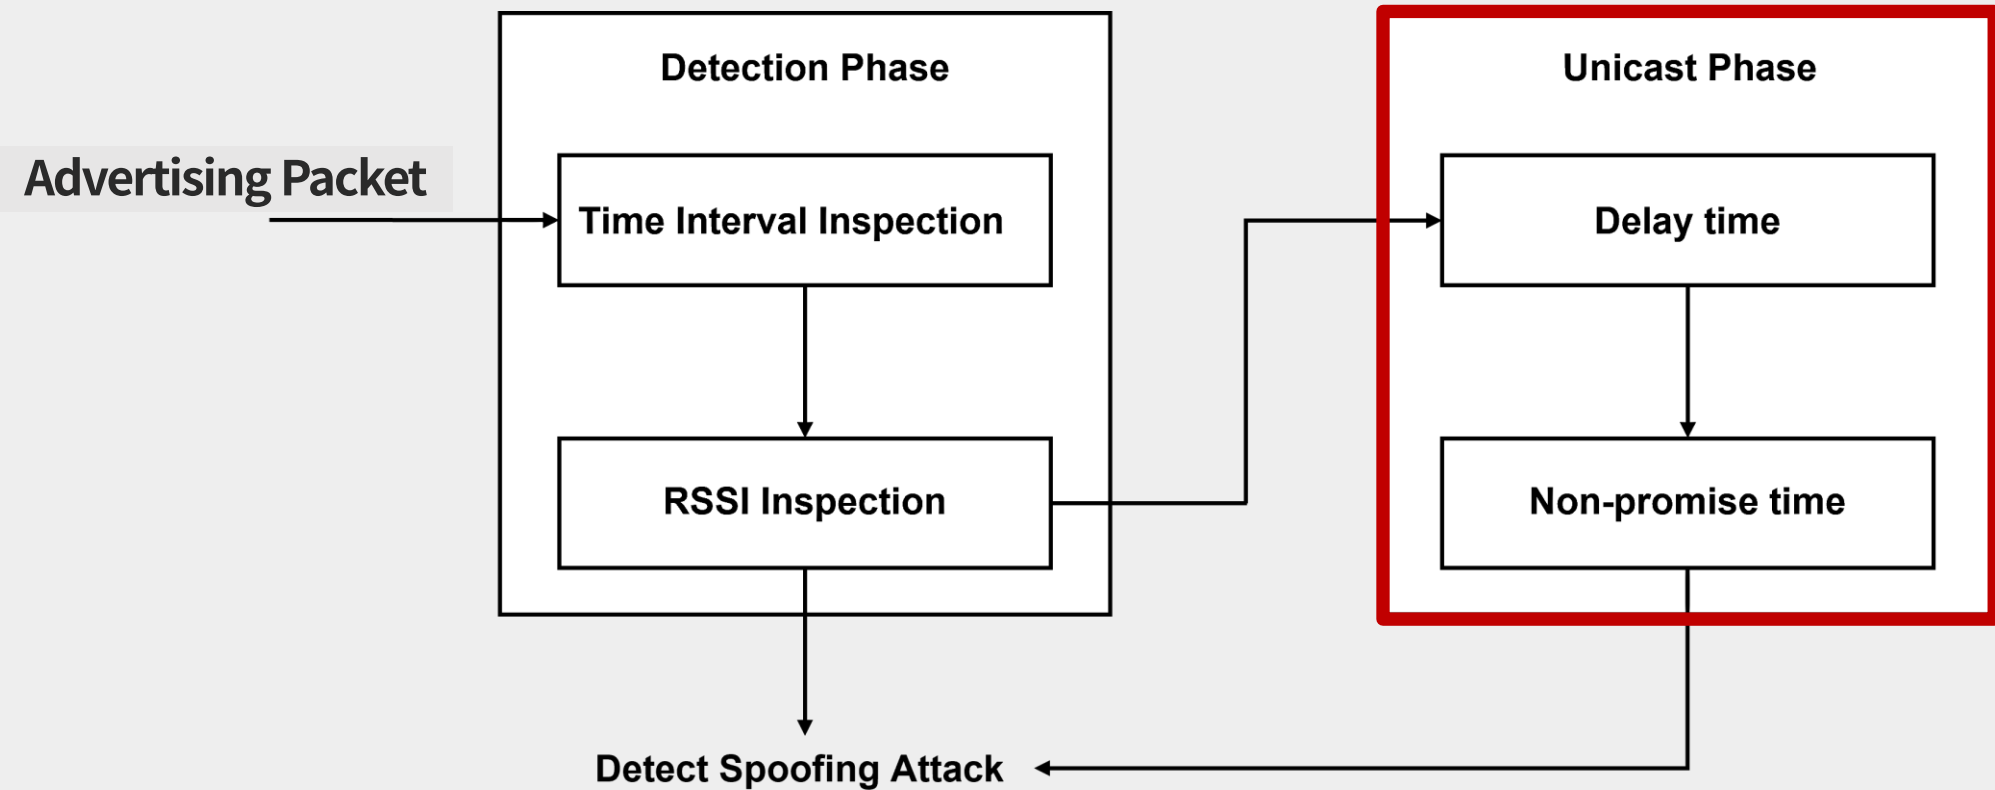 Detection Phase
Unicast Phase
Advertising Packet
Time Interval Inspection
Delay time
RSSI Inspection
Non-promise time
Detect Spoofing Attack